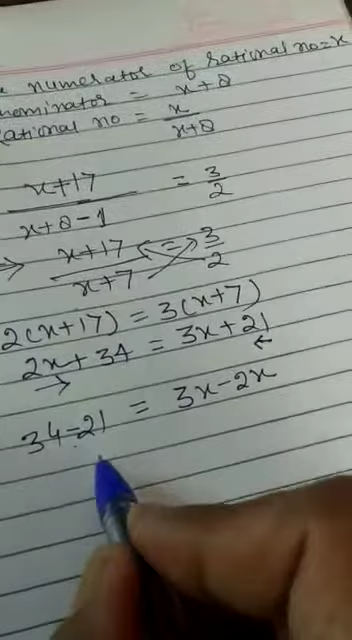 numerator of rational no = x
nominator = x+8
ational no = x/x+8
x+17/x+8-1 = 3/2
⇒ x+17/x+7 = 3/2
2(x+17) = 3(x+7)
2x+34 = 3x+21
34-21 = 3x-2x